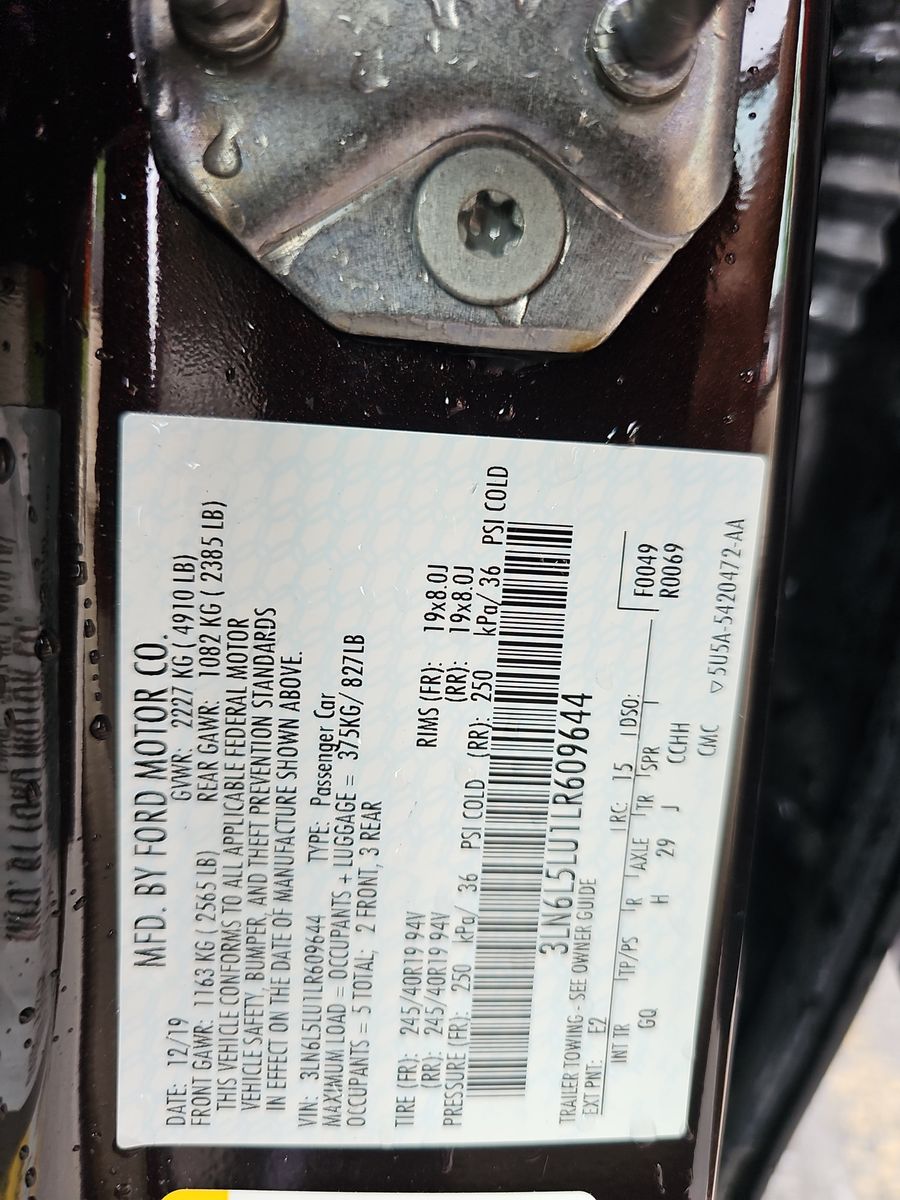 MFD. BY FORD MOTOR CO.
DATE: 12/19 GVWR: 2227 KG ( 4910 LB)
FRONT GAWR: 1163 KG ( 2565 LB) REAR GAWR: 1082 KG ( 2385 LB)
THIS VEHICLE CONFORMS TO ALL APPLICABLE FEDERAL MOTOR
VEHICLE SAFETY, BUMPER, AND THEFT PREVENTION STANDARDS
IN EFFECT ON THE DATE OF MANUFACTURE SHOWN ABOVE.
VIN: 3LN6L5LU1LR609644 TYPE: Passenger Car
MAXIMUM LOAD = OCCUPANTS + LUGGAGE = 375KG/ 827LB
OCCUPANTS = 5 TOTAL; 2 FRONT, 3 REAR
TIRE (FR): 245/40R19 94V RIMS (FR): 19x8.0J
(RR): 245/40R19 94V (RR): 19x8.0J
PRESSURE (FR): 250 kPa/ 36 PSI COLD (RR): 250 kPa/ 36 PSI COLD
3LN6L5LU1LR609644
TRAILER TOWING - SEE OWNER GUIDE
EXT PNT: E2 RC: 15 DSO: F0049
INT TR TP/PS R AXLE TR SPR R0069
GQ H 29 J CCHH
CMC ▽5U5A-5420472-AA